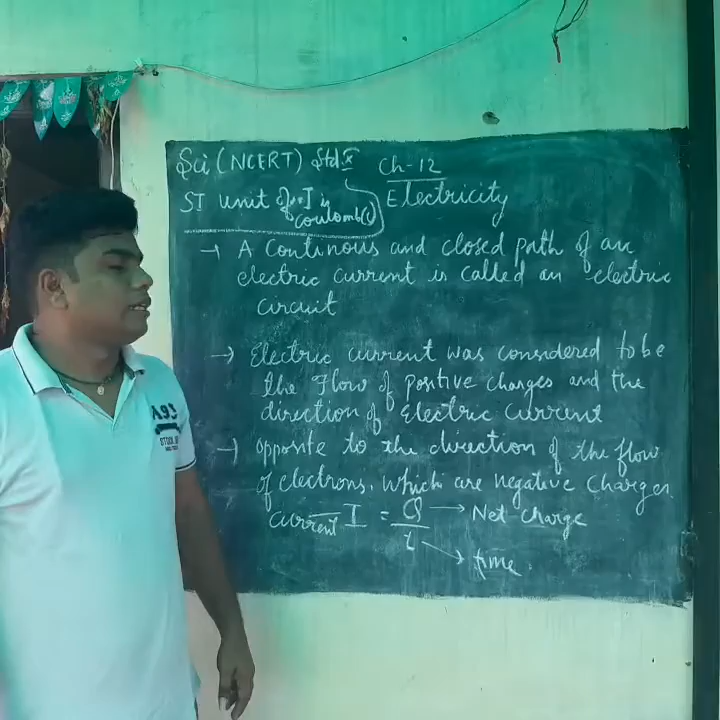 Sci (NCERT) Std X Ch-12
Electricity
SI unit of I is
coulomb(c)
→ A continous and closed path of an
electric current is called an electric
circuit
→ Electric current was considered to be
the Flow of positive charges and the
direction of Electric current
→ opposite to the direction of the flow
of electrons, which are negative charges
current I = Q → Net charge
t → time
A99